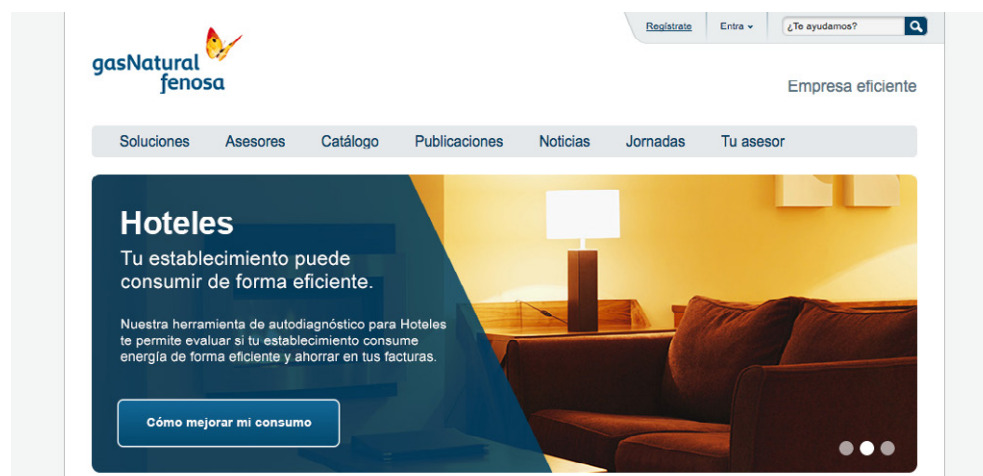 Regístrate
Entra
¿Te ayudamos?
gasNatural
fenosa
Empresa eficiente
Soluciones
Asesores
Catálogo
Publicaciones
Noticias
Jornadas
Tu asesor
Hoteles
Tu establecimiento puede
consumir de forma eficiente.
Nuestra herramienta de autodiagnóstico para Hoteles
te permite evaluar si tu establecimiento consume
energía de forma eficiente y ahorrar en tus facturas.
Cómo mejorar mi consumo